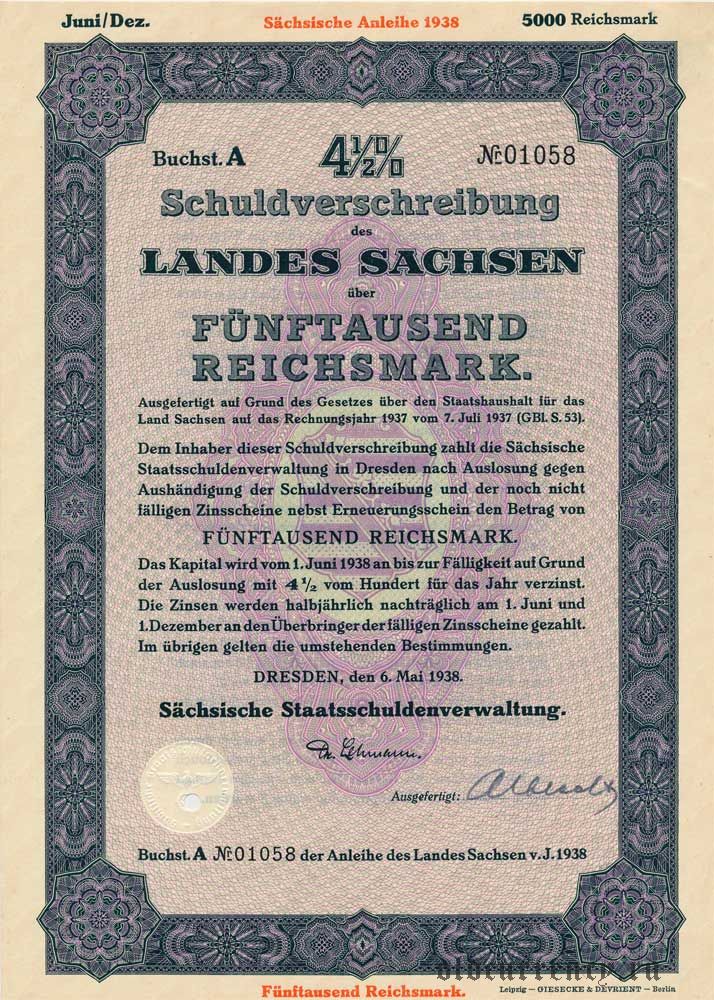 Juni/Dez. Sächsische Anleihe 1938 5000 Reichsmark
Buchst. A 4½% №01058
Schuldverschreibung
des
LANDES SACHSEN
über
FÜNFTAUSEND
REICHSMARK.
Ausgefertigt auf Grund des Gesetzes über den Staatshaushalt für das
Land Sachsen auf das Rechnungsjahr 1937 vom 7. Juli 1937 (GBl. S. 53).
Dem Inhaber dieser Schuldverschreibung zahlt die Sächsische
Staatsschuldenverwaltung in Dresden nach Auslosung gegen
Aushändigung der Schuldverschreibung und der noch nicht
fälligen Zinsscheine nebst Erneuerungsschein den Betrag von
FÜNFTAUSEND REICHSMARK.
Das Kapital wird vom 1. Juni 1938 an bis zur Fälligkeit auf Grund
der Auslosung mit 4½ vom Hundert für das Jahr verzinst.
Die Zinsen werden halbjährlich nachträglich am 1. Juni und
1. Dezember an den Überbringer der fälligen Zinsscheine gezahlt.
Im übrigen gelten die umstehenden Bestimmungen.
DRESDEN, den 6. Mai 1938.
Sächsische Staatsschuldenverwaltung.
Dr. Lehmann.
Ausgefertigt:
Buchst. A №01058 der Anleihe des Landes Sachsen v. J. 1938
oldcurrency.ru
Fünftausend Reichsmark. Leipzig — GIESECKE & DEVRIENT — Berlin